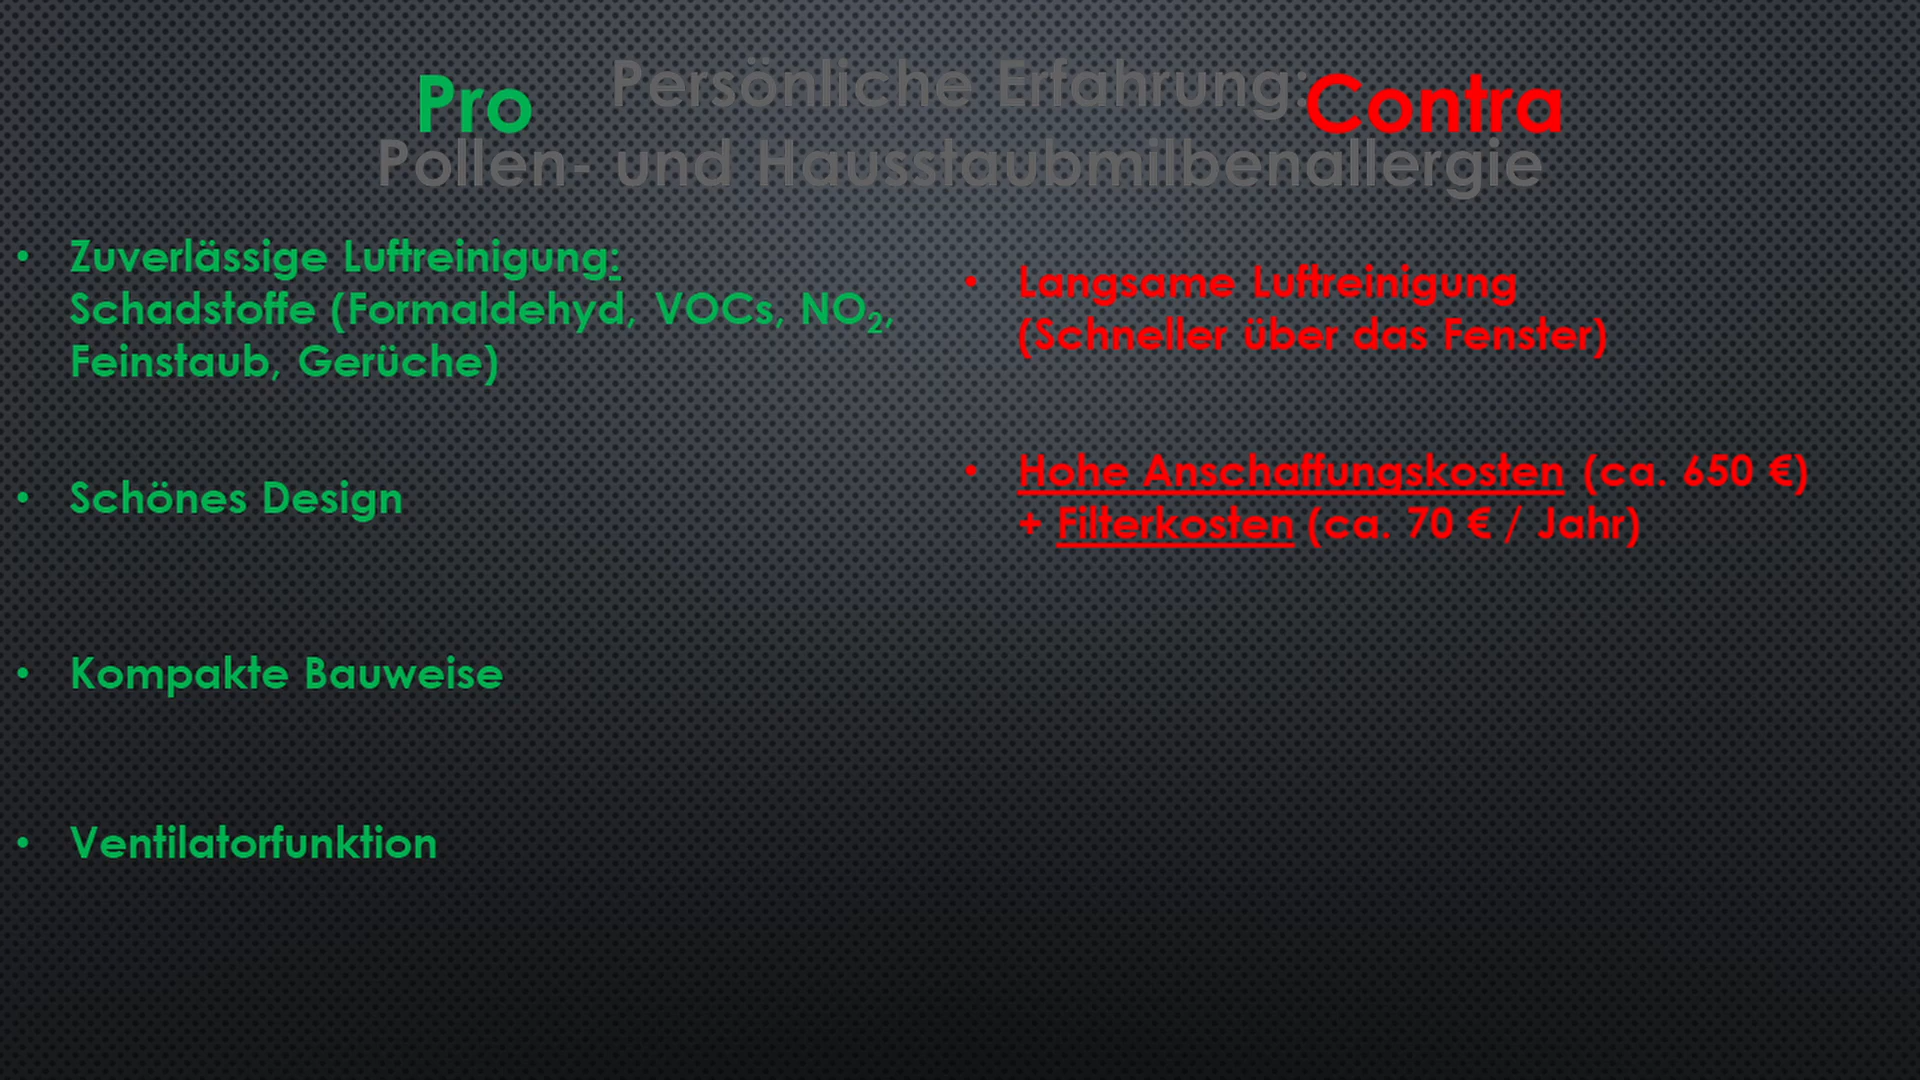 Persönliche Erfahrung:
Pollen- und Hausstaubmilbenallergie
Pro
• Zuverlässige Luftreinigung:
Schadstoffe (Formaldehyd, VOCs, NO₂,
Feinstaub, Gerüche)
• Schönes Design
• Kompakte Bauweise
• Ventilatorfunktion
Contra
• Langsame Luftreinigung
(Schneller über das Fenster)
• Hohe Anschaffungskosten (ca. 650 €)
+ Filterkosten (ca. 70 € / Jahr)